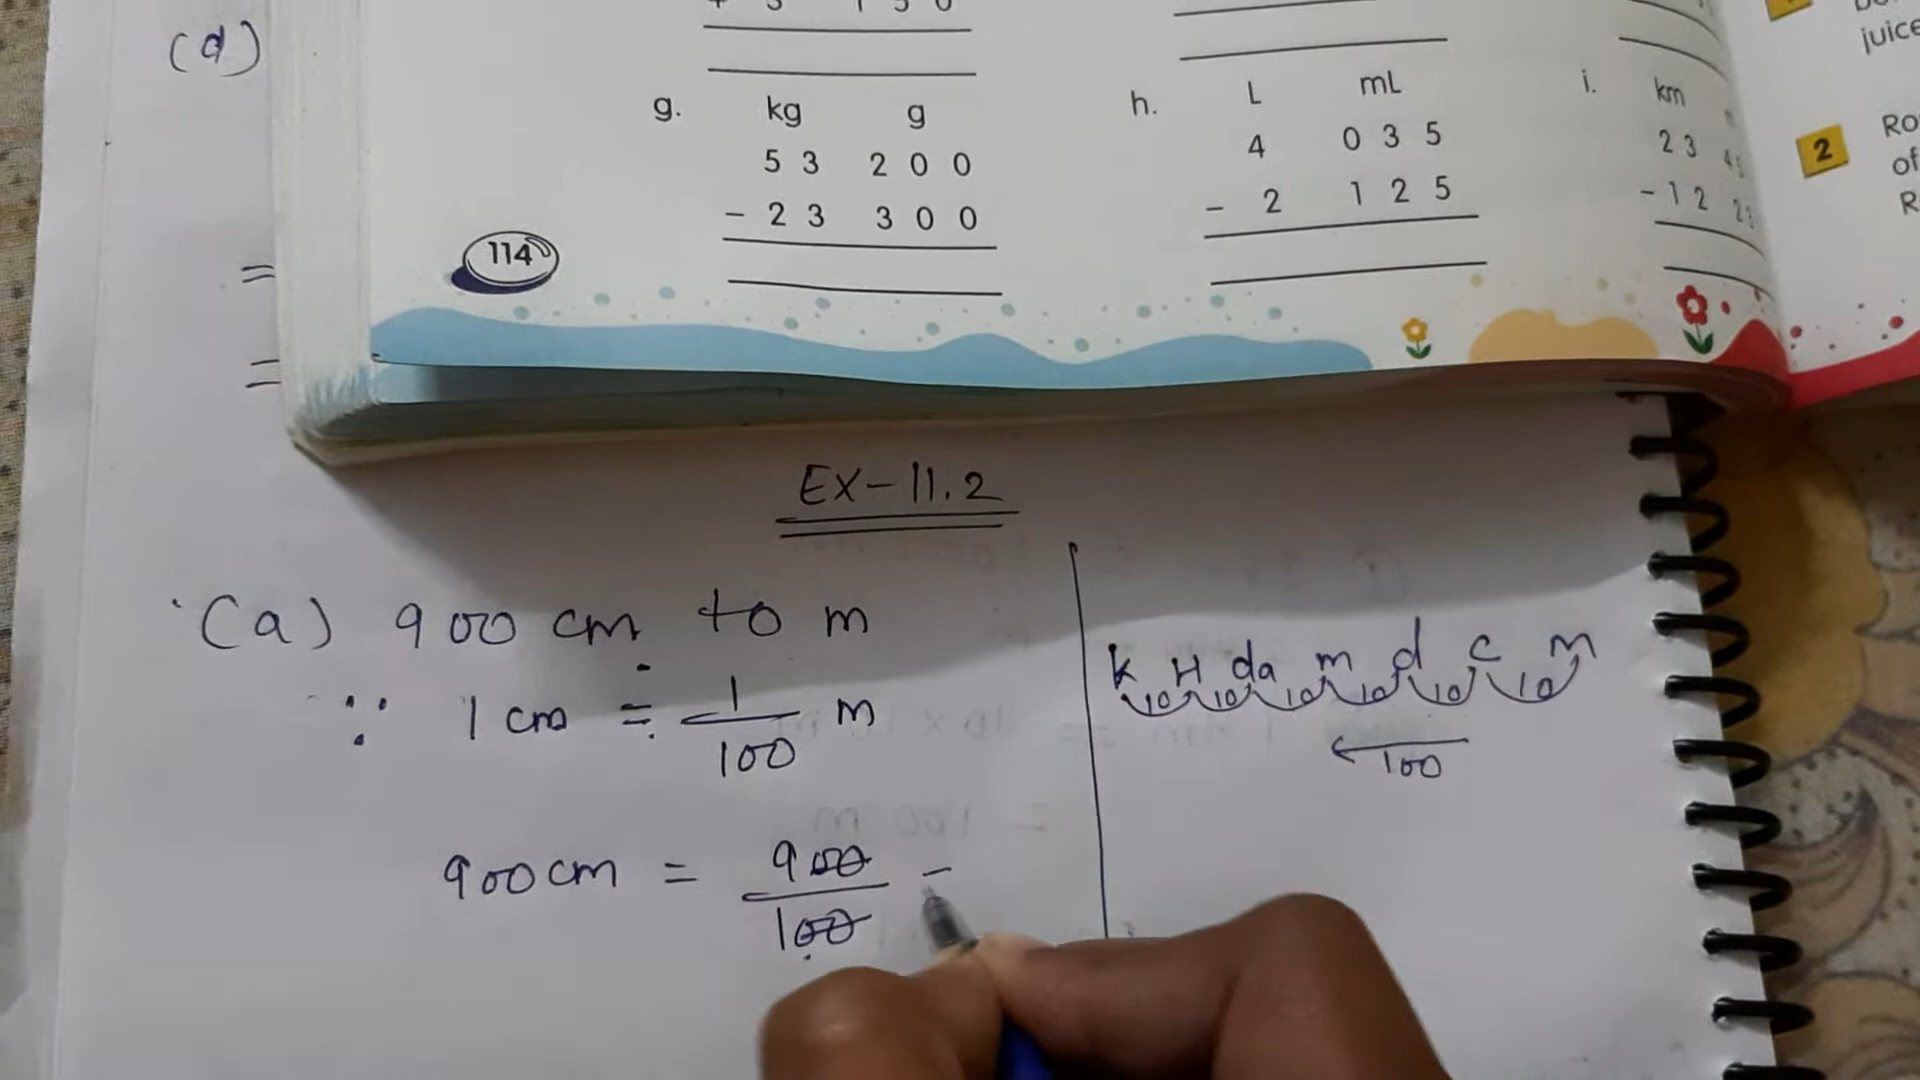 (d)
g. kg g
5 3 2 0 0
- 2 3 3 0 0
114
h. L mL
4 0 3 5
- 2 1 2 5
i. km
2 3 4
- 1 2 2
juice
2 Ro
of
R
=
=
EX-11.2
(a) 900 cm to m
∵ 1 cm = 1/100 m
900 cm = 900/100 -
k H da m d c m
10 10 10 10 10 10
100